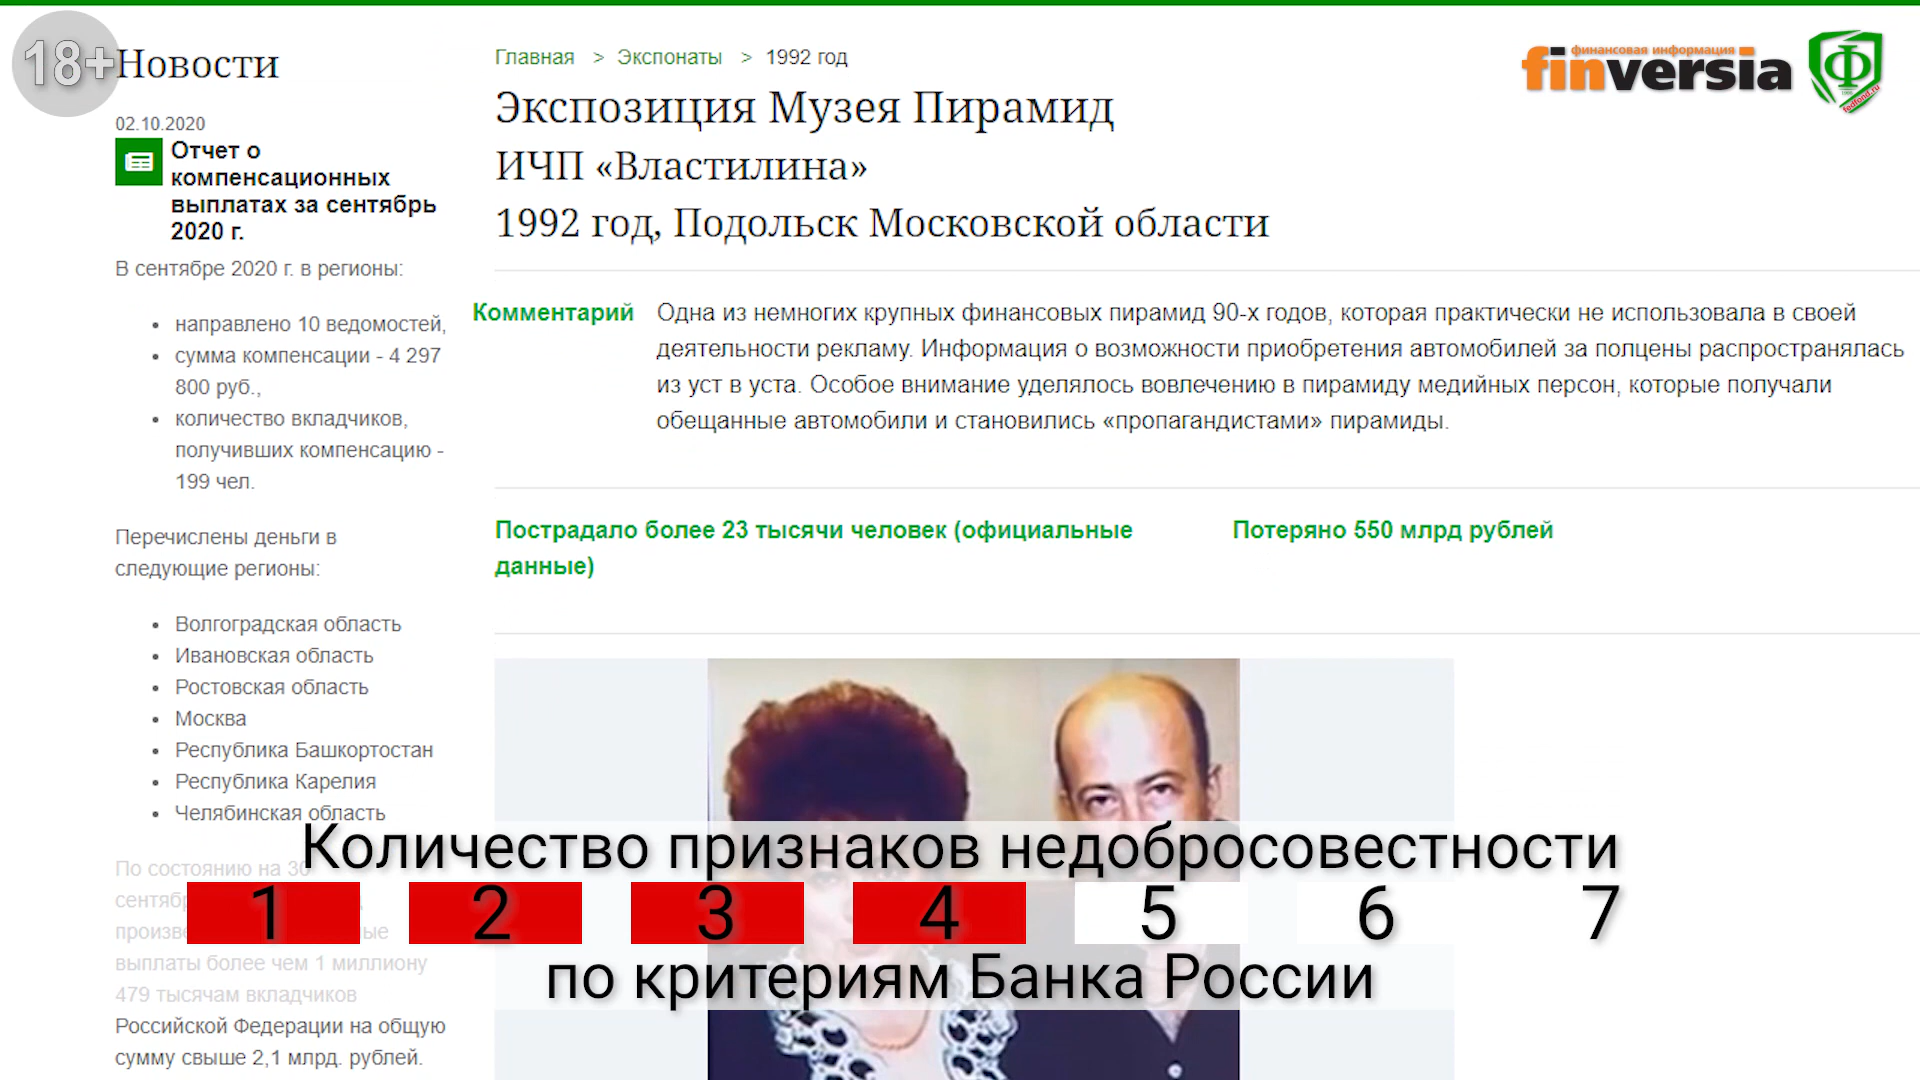 18+
Новости
02.10.2020
Отчет о
компенсационных
выплатах за сентябрь
2020 г.
В сентябре 2020 г. в регионы:
направлено 10 ведомостей,
сумма компенсации - 4 297
800 руб.,
количество вкладчиков,
получивших компенсацию -
199 чел.
Перечислены деньги в
следующие регионы:
Волгоградская область
Ивановская область
Ростовская область
Москва
Республика Башкортостан
Республика Карелия
Челябинская область
По состоянию на 30
выплаты более чем 1 миллиону
479 тысячам вкладчиков
Российской Федерации на общую
сумму свыше 2,1 млрд. рублей.
Главная > Экспонаты > 1992 год
Экспозиция Музея Пирамид
ИЧП «Властилина»
1992 год, Подольск Московской области
Комментарий
Одна из немногих крупных финансовых пирамид 90-х годов, которая практически не использовала в своей
деятельности рекламу. Информация о возможности приобретения автомобилей за полцены распространялась
из уст в уста. Особое внимание уделялось вовлечению в пирамиду медийных персон, которые получали
обещанные автомобили и становились «пропагандистами» пирамиды.
Пострадало более 23 тысячи человек (официальные
данные)
Потеряно 550 млрд рублей
финансовая информация
finversia
Ф
fedfond.ru
Количество признаков недобросовестности
1 2 3 4 5 6 7
по критериям Банка России